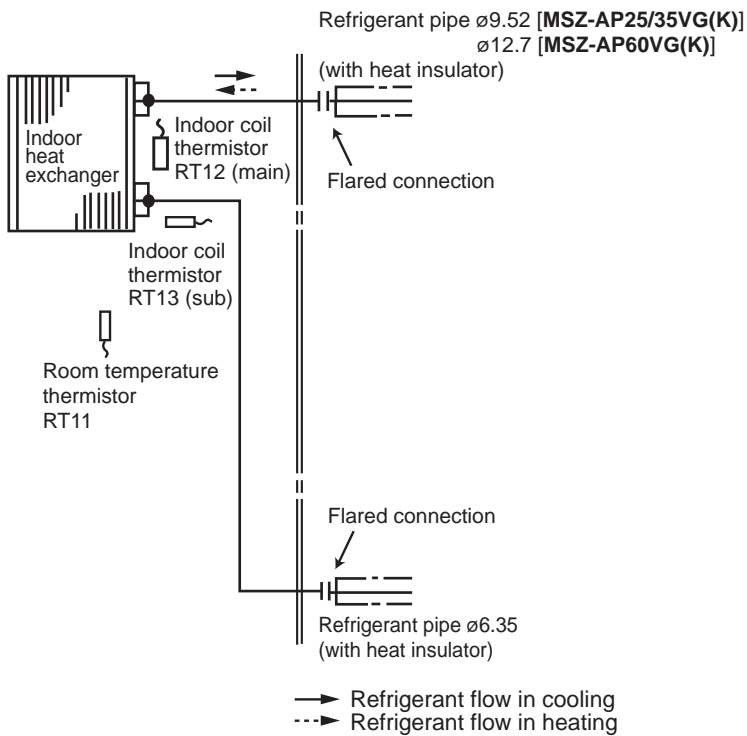 Refrigerant pipe ø9.52 [MSZ-AP25/35VG(K)]
ø12.7 [MSZ-AP60VG(K)]
(with heat insulator)
Indoor
heat
exchanger
Indoor coil
thermistor
RT12 (main)
Flared connection
Indoor coil
thermistor
RT13 (sub)
Room temperature
thermistor
RT11
Flared connection
Refrigerant pipe ø6.35
(with heat insulator)
Refrigerant flow in cooling
Refrigerant flow in heating